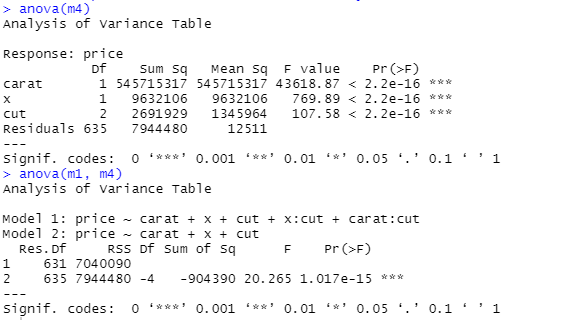 > anova(m4)
Analysis of Variance Table

Response: price
           Df    Sum Sq   Mean Sq  F value    Pr(>F)
carat       1 545715317 545715317 43618.87 < 2.2e-16 ***
x           1   9632106   9632106   769.89 < 2.2e-16 ***
cut         2   2691929   1345964   107.58 < 2.2e-16 ***
Residuals 635   7944480     12511
---
Signif. codes:  0 ‘***’ 0.001 ‘**’ 0.01 ‘*’ 0.05 ‘.’ 0.1 ‘ ’ 1
> anova(m1, m4)
Analysis of Variance Table

Model 1: price ~ carat + x + cut + x:cut + carat:cut
Model 2: price ~ carat + x + cut
  Res.Df     RSS Df Sum of Sq      F    Pr(>F)
1    631 7040090
2    635 7944480 -4   -904390 20.265 1.017e-15 ***
---
Signif. codes:  0 ‘***’ 0.001 ‘**’ 0.01 ‘*’ 0.05 ‘.’ 0.1 ‘ ’ 1